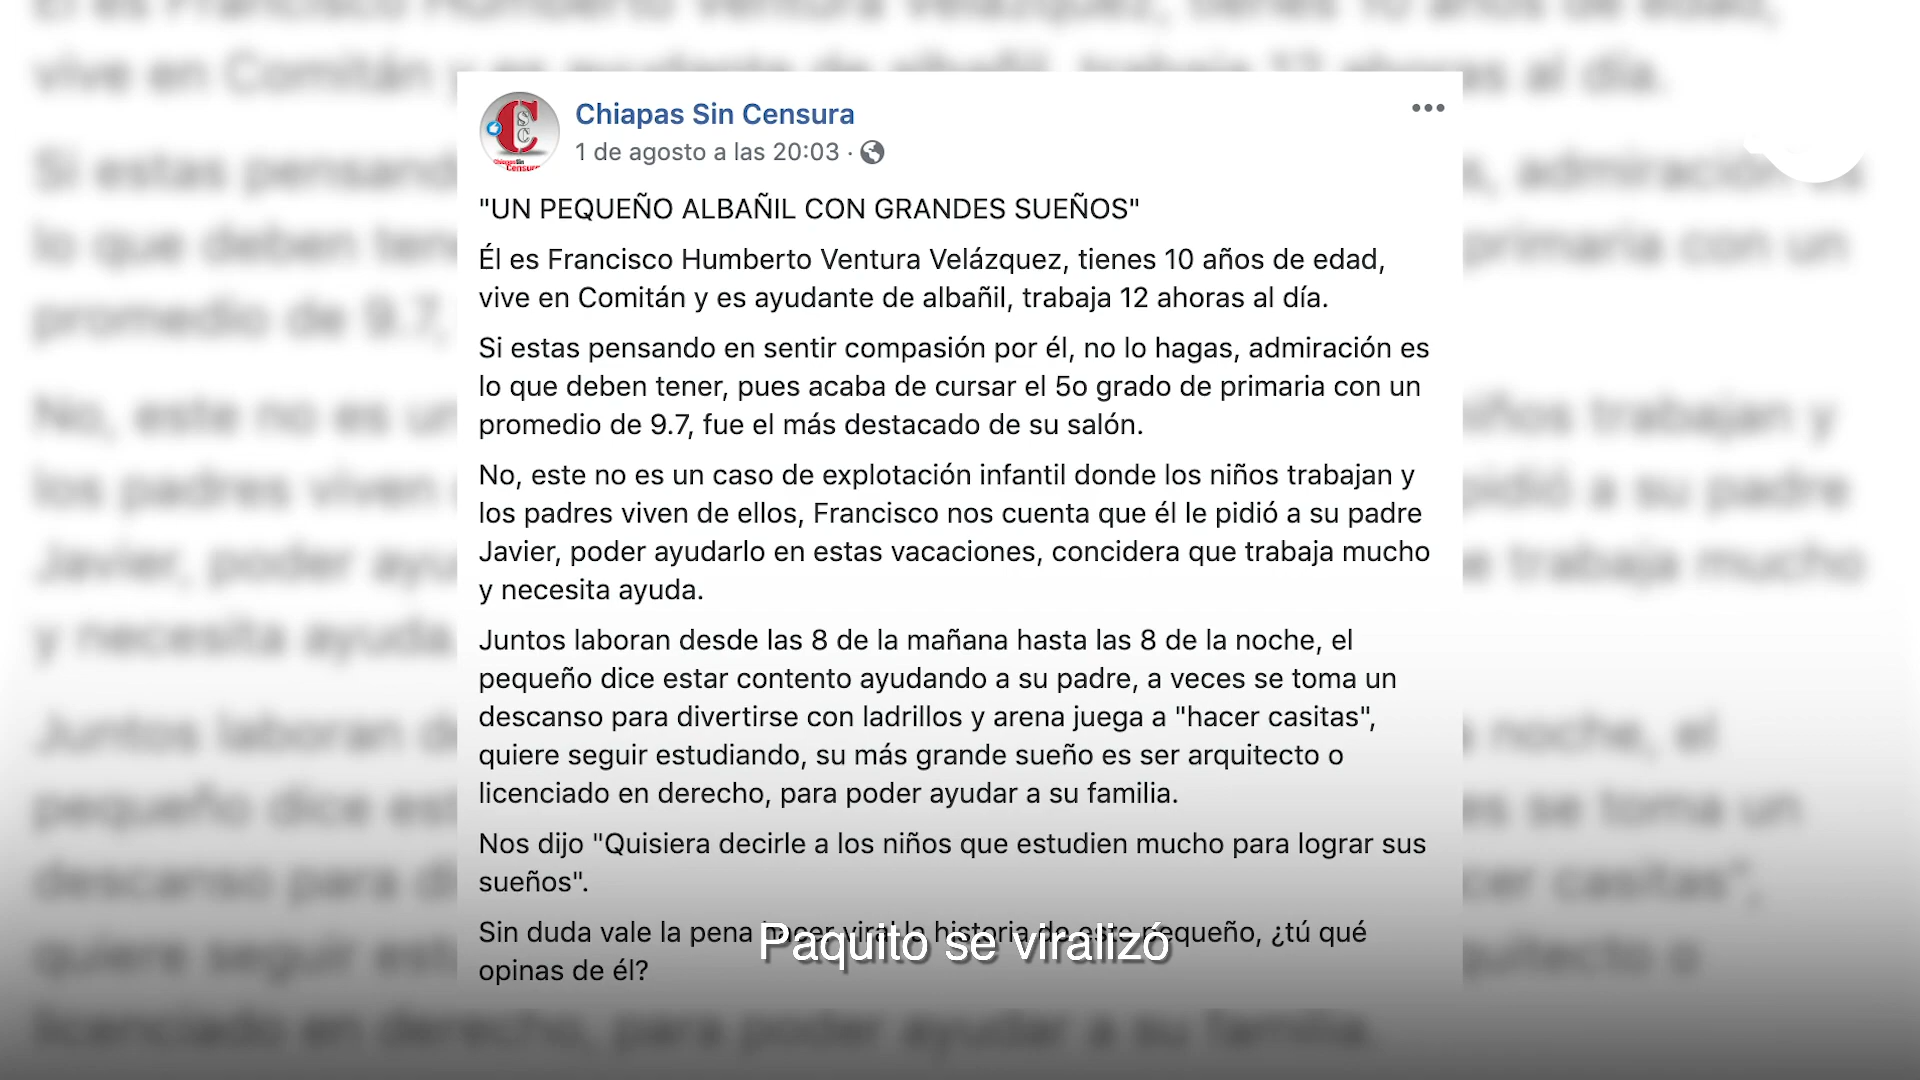 Chiapas Sin Censura
1 de agosto a las 20:03 ·
"UN PEQUEÑO ALBAÑIL CON GRANDES SUEÑOS"
Él es Francisco Humberto Ventura Velázquez, tienes 10 años de edad,
vive en Comitán y es ayudante de albañil, trabaja 12 ahoras al día.
Si estas pensando en sentir compasión por él, no lo hagas, admiración es
lo que deben tener, pues acaba de cursar el 5o grado de primaria con un
promedio de 9.7, fue el más destacado de su salón.
No, este no es un caso de explotación infantil donde los niños trabajan y
los padres viven de ellos, Francisco nos cuenta que él le pidió a su padre
Javier, poder ayudarlo en estas vacaciones, concidera que trabaja mucho
y necesita ayuda.
Juntos laboran desde las 8 de la mañana hasta las 8 de la noche, el
pequeño dice estar contento ayudando a su padre, a veces se toma un
descanso para divertirse con ladrillos y arena juega a "hacer casitas",
quiere seguir estudiando, su más grande sueño es ser arquitecto o
licenciado en derecho, para poder ayudar a su familia.
Nos dijo "Quisiera decirle a los niños que estudien mucho para lograr sus
sueños".
Sin duda vale la pena hacer viral la historia de este pequeño, ¿tú qué
opinas de él?
Paquito se viralizó